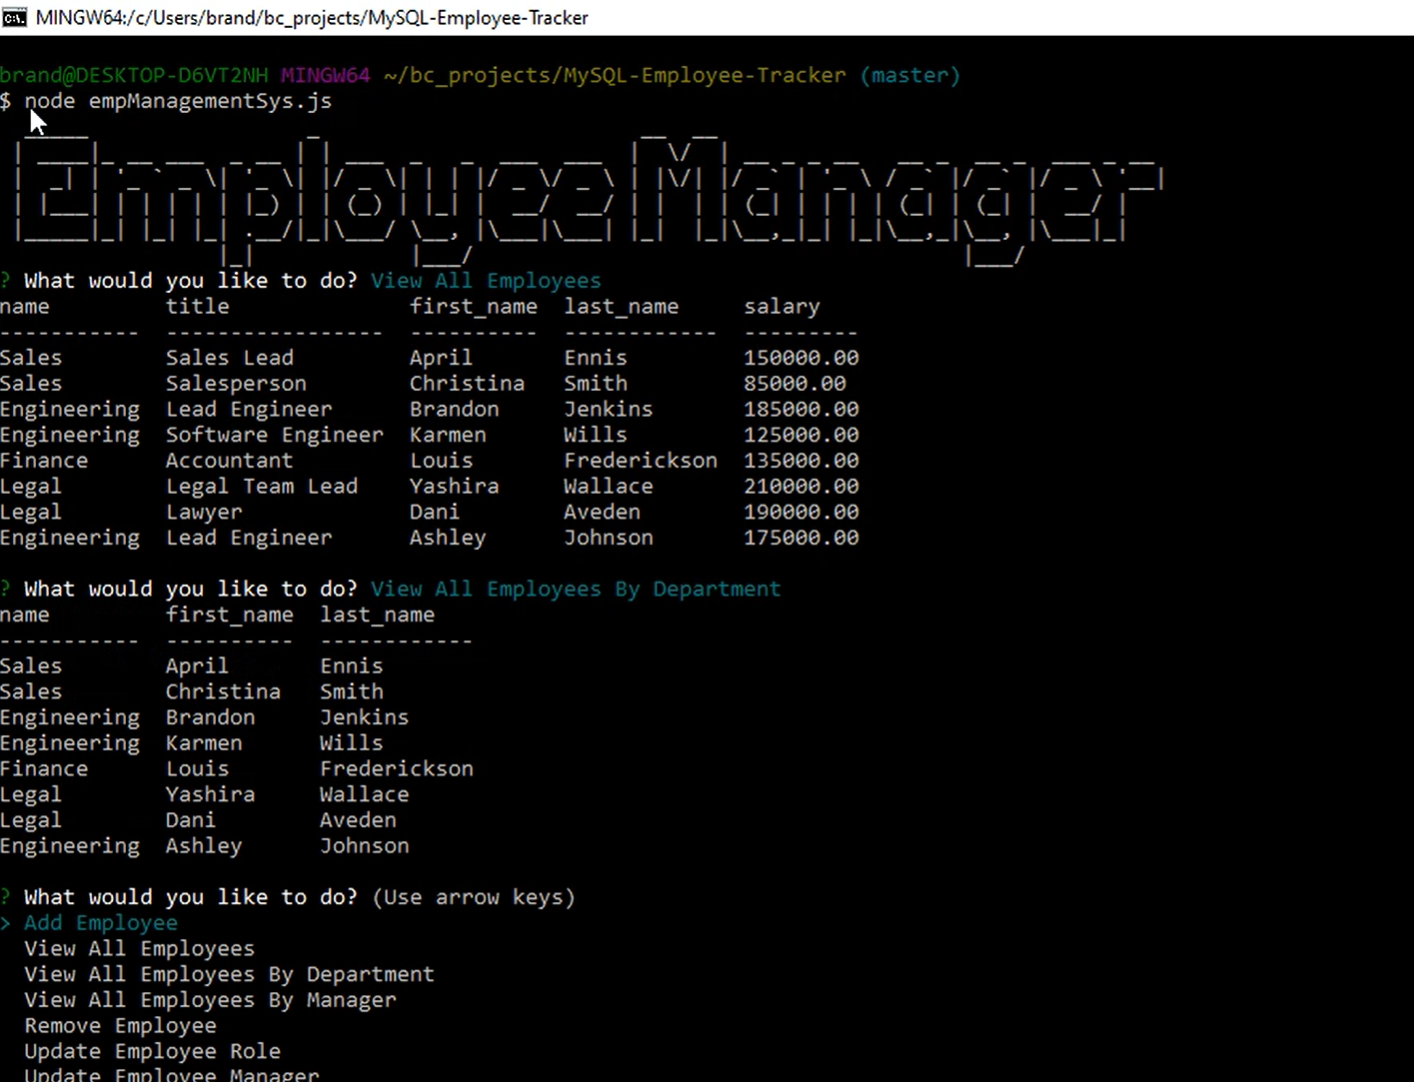 MINGW64:/c/Users/brand/bc_projects/MySQL-Employee-Tracker
brand@DESKTOP-D6VT2NH MINGW64 ~/bc_projects/MySQL-Employee-Tracker (master)
$ node empManagementSys.js
Employee Manager
? What would you like to do? View All Employees
name         title              first_name  last_name     salary
-----------  -----------------  ----------  ------------  ---------
Sales        Sales Lead         April       Ennis         150000.00
Sales        Salesperson        Christina   Smith         85000.00
Engineering  Lead Engineer      Brandon     Jenkins       185000.00
Engineering  Software Engineer  Karmen      Wills         125000.00
Finance      Accountant         Louis       Frederickson  135000.00
Legal        Legal Team Lead    Yashira     Wallace       210000.00
Legal        Lawyer             Dani        Aveden        190000.00
Engineering  Lead Engineer      Ashley      Johnson       175000.00
? What would you like to do? View All Employees By Department
name         first_name  last_name
-----------  ----------  ------------
Sales        April       Ennis
Sales        Christina   Smith
Engineering  Brandon     Jenkins
Engineering  Karmen      Wills
Finance      Louis       Frederickson
Legal        Yashira     Wallace
Legal        Dani        Aveden
Engineering  Ashley      Johnson
? What would you like to do? (Use arrow keys)
> Add Employee
View All Employees
View All Employees By Department
View All Employees By Manager
Remove Employee
Update Employee Role
Update Employee Manager